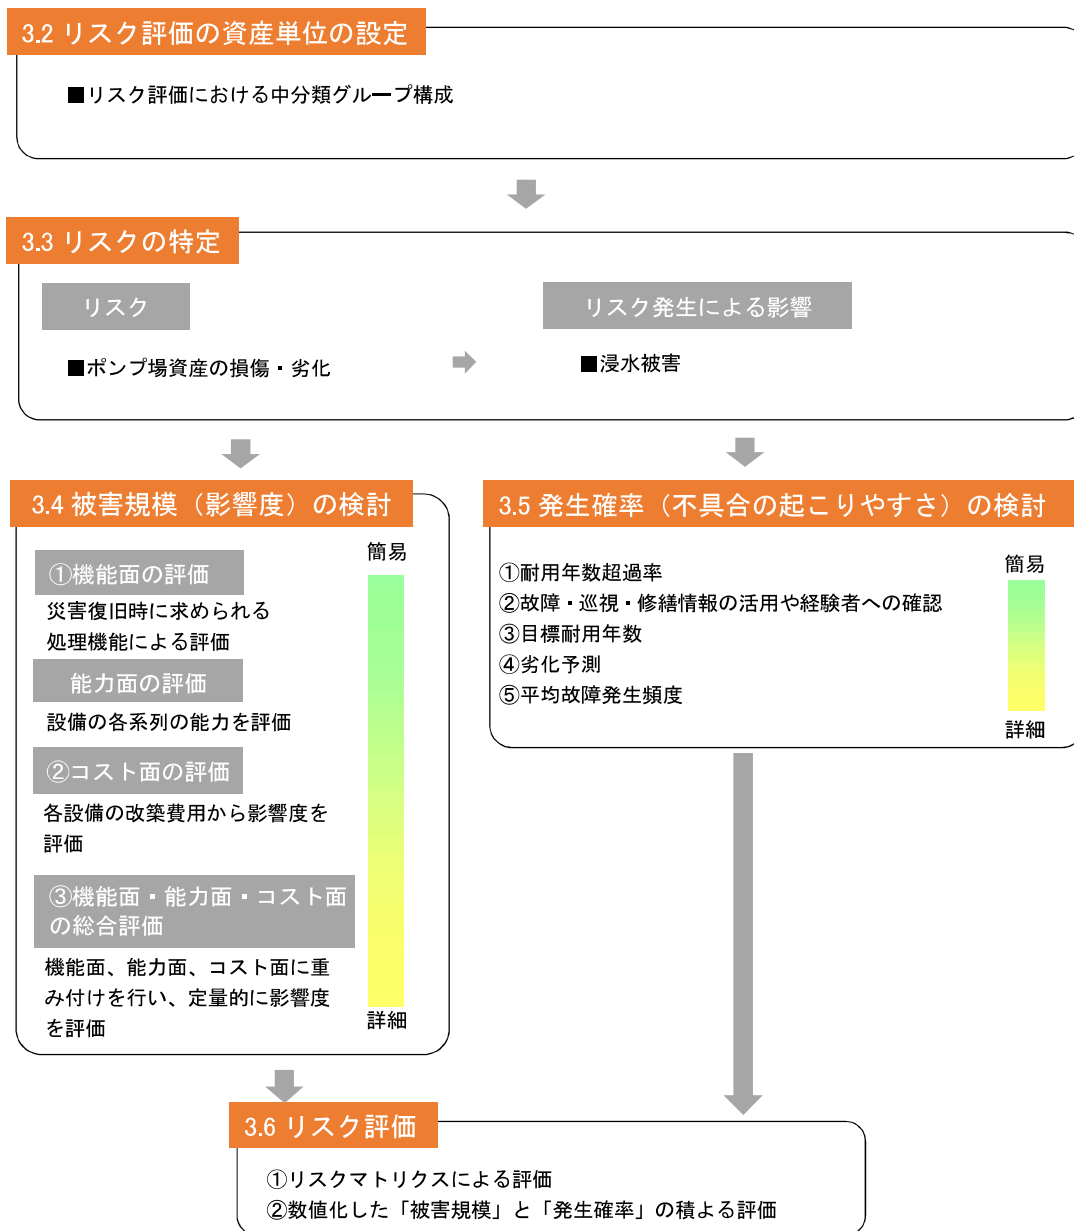 3.2 リスク評価の資産単位の設定
■リスク評価における中分類グループ構成
3.3 リスクの特定
リスク
リスク発生による影響
■ポンプ場資産の損傷・劣化
■浸水被害
3.4 被害規模（影響度）の検討
簡易
①機能面の評価
災害復旧時に求められる
処理機能による評価
能力面の評価
設備の各系列の能力を評価
②コスト面の評価
各設備の改築費用から影響度を
評価
③機能面・能力面・コスト面
の総合評価
機能面、能力面、コスト面に重
み付けを行い、定量的に影響度
を評価
詳細
3.5 発生確率（不具合の起こりやすさ）の検討
簡易
①耐用年数超過率
②故障・巡視・修繕情報の活用や経験者への確認
③目標耐用年数
④劣化予測
⑤平均故障発生頻度
詳細
3.6 リスク評価
①リスクマトリクスによる評価
②数値化した「被害規模」と「発生確率」の積よる評価